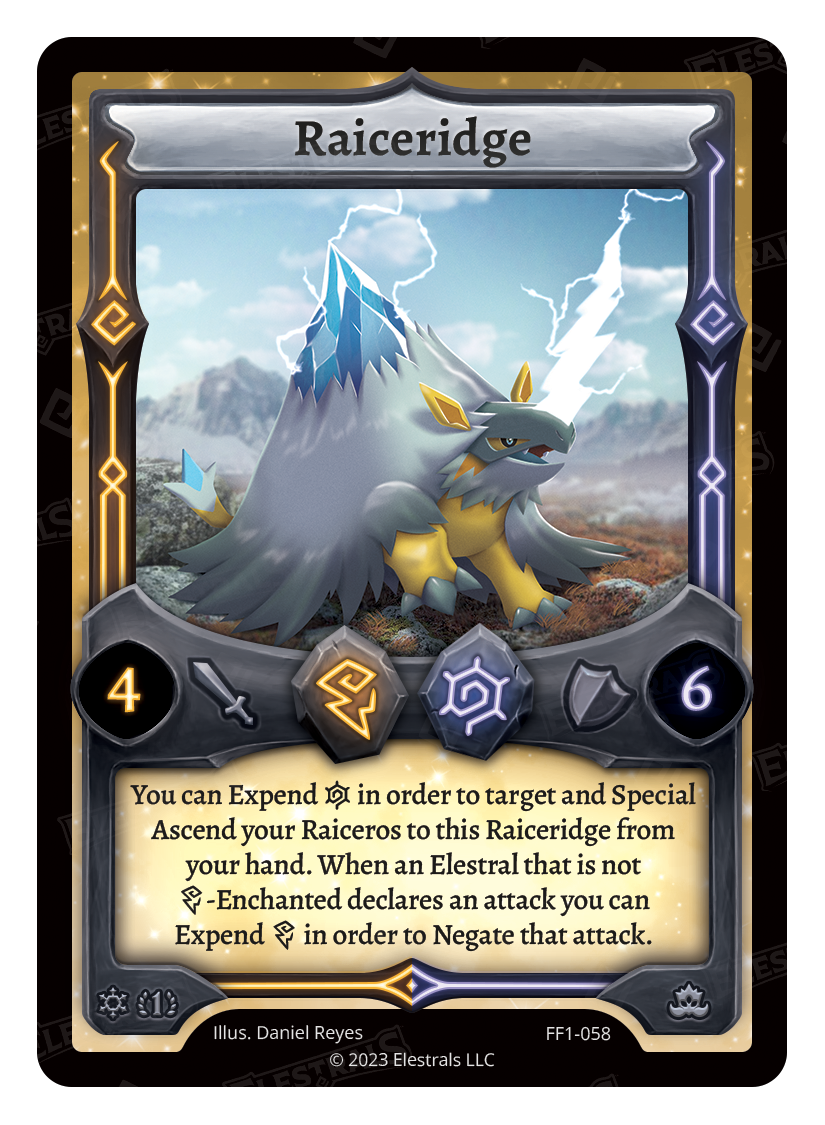 Raiceridge
4
6
You can Expend in order to target and Special
Ascend your Raiceros to this Raiceridge from
your hand. When an Elestral that is not
-Enchanted declares an attack you can
Expend in order to Negate that attack.
1
Illus. Daniel Reyes
FF1-058
© 2023 Elestrals LLC